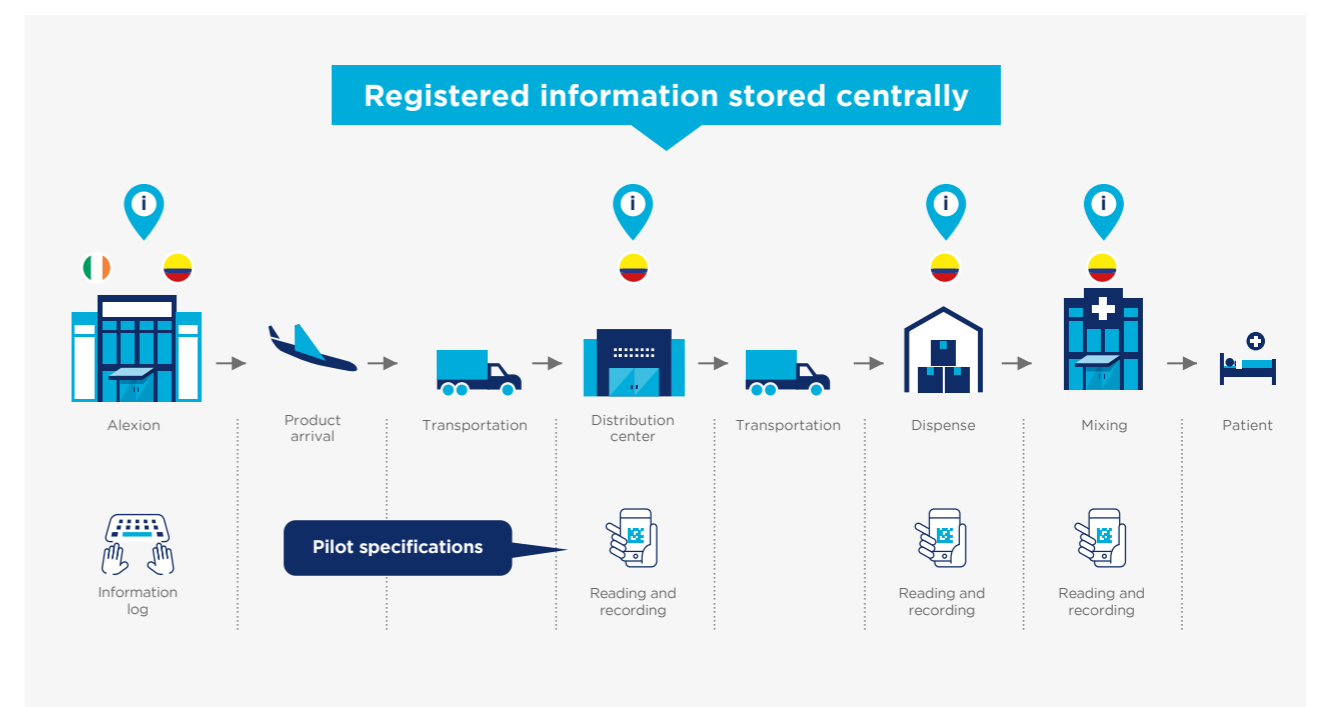 Registered information stored centrally
i
i
i
i
Alexion
Product
arrival
Transportation
Distribution
center
Transportation
Dispense
Mixing
Patient
Pilot specifications
Information
log
Reading and
recording
Reading and
recording
Reading and
recording